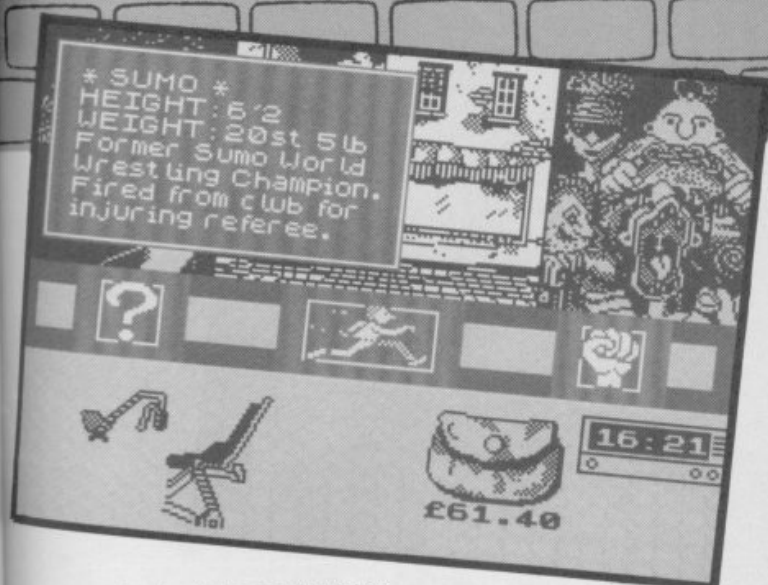 * SUMO *
HEIGHT:6'2
WEIGHT:20st 5lb
Former Sumo World
Wrestling Champion.
Fired from club for
injuring referee.
?
16:21
£61.40